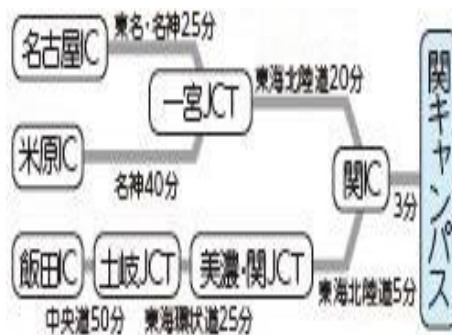 東名・名神25分
名古屋IC
東海北陸道20分
一宮JCT
米原IC
名神40分
関IC
3分
関キャンパス
飯田IC
土岐JCT
美濃・関JCT
東海北陸道5分
中央道50分
東海環状道25分